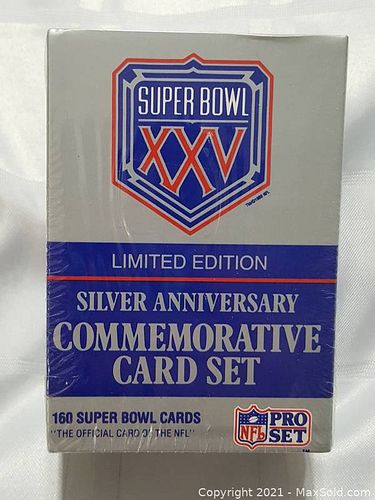 SUPER BOWL
XXV
LIMITED EDITION
SILVER ANNIVERSARY
COMMEMORATIVE
CARD SET
160 SUPER BOWL CARDS
"THE OFFICIAL CARD OF THE NFL"
NFL
PRO
SET
Copyright © 2021 - MaxSold.com